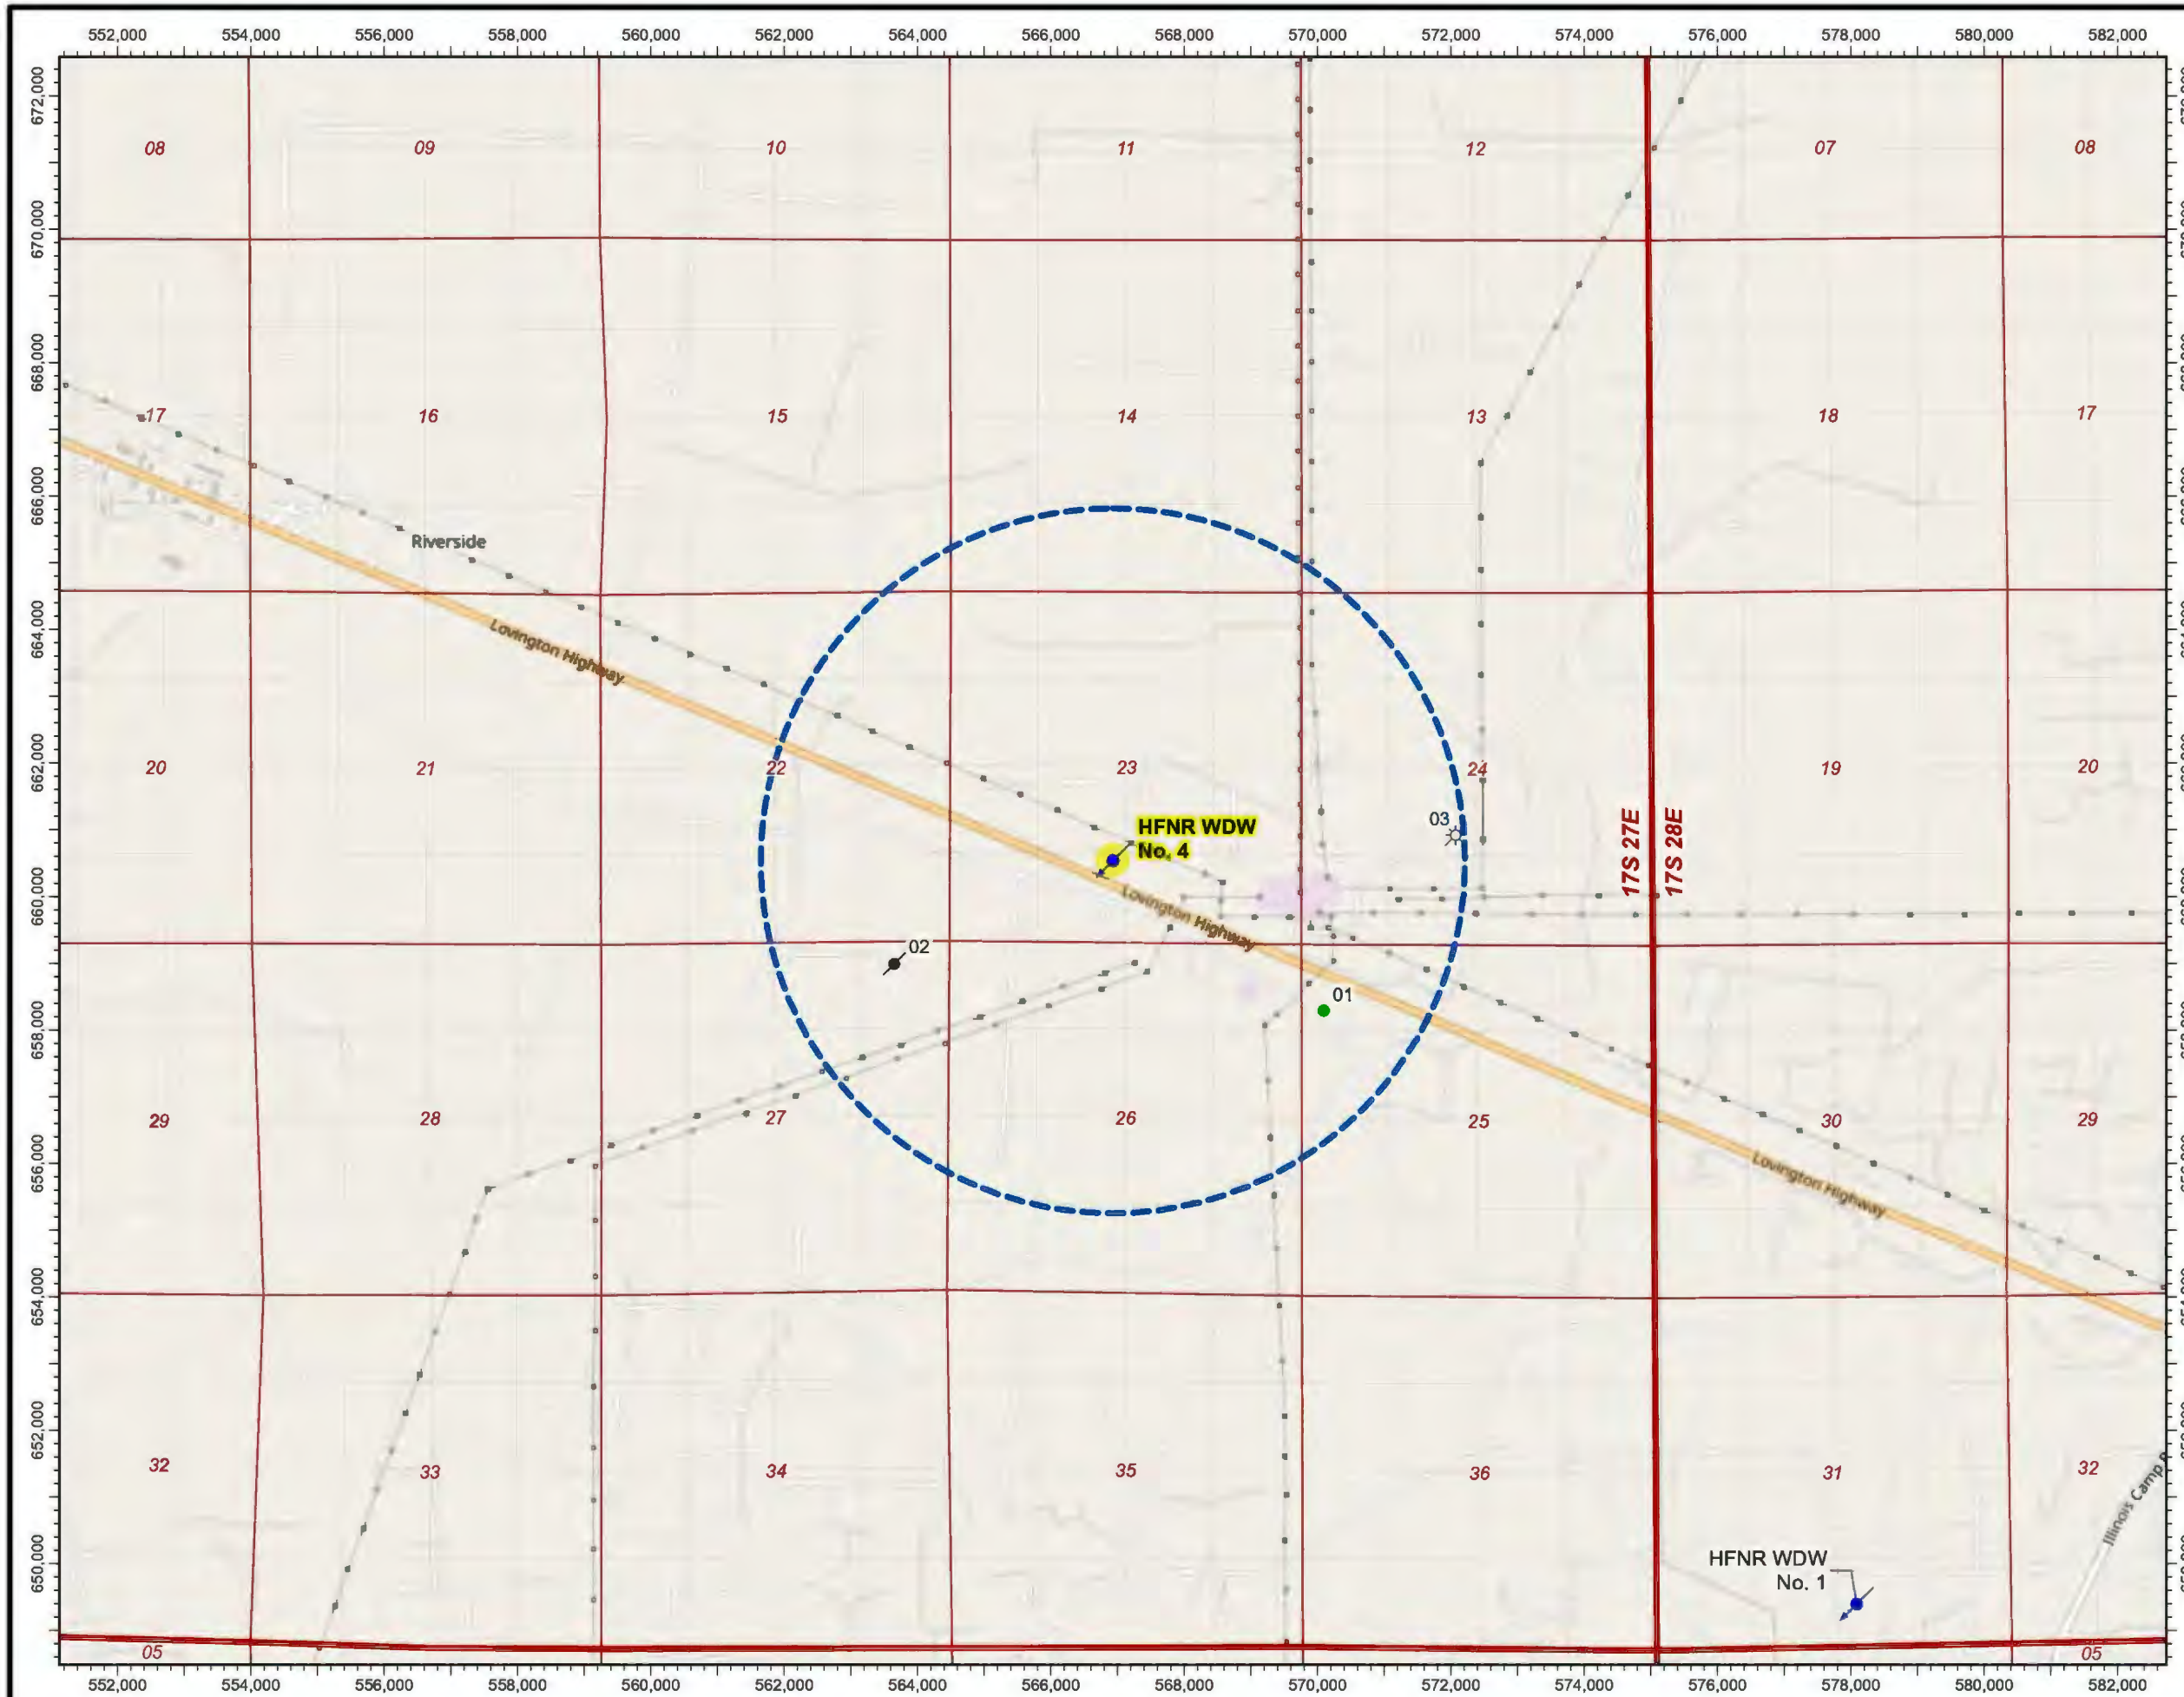 552,000 554,000 556,000 558,000 560,000 562,000 564,000 566,000 568,000 570,000 572,000 574,000 576,000 578,000 580,000 582,000
672,000
08 09 10 11 12 07 08
670,000
668,000
17 16 15 14 13 18 17
666,000
Riverside
664,000
Lovington Highway
662,000
20 21 22 23 24 19 20
HFNR WDW
No. 4
03
17S 27E
17S 28E
660,000
Lovington Highway
02
01
658,000
29 28 27 26 25 30 29
656,000
Lovington Highway
654,000
652,000
32 33 34 35 36 31 32
Illinois Camp
650,000
HFNR WDW
No. 1
05 05
552,000 554,000 556,000 558,000 560,000 562,000 564,000 566,000 568,000 570,000 572,000 574,000 576,000 578,000 580,000 582,000